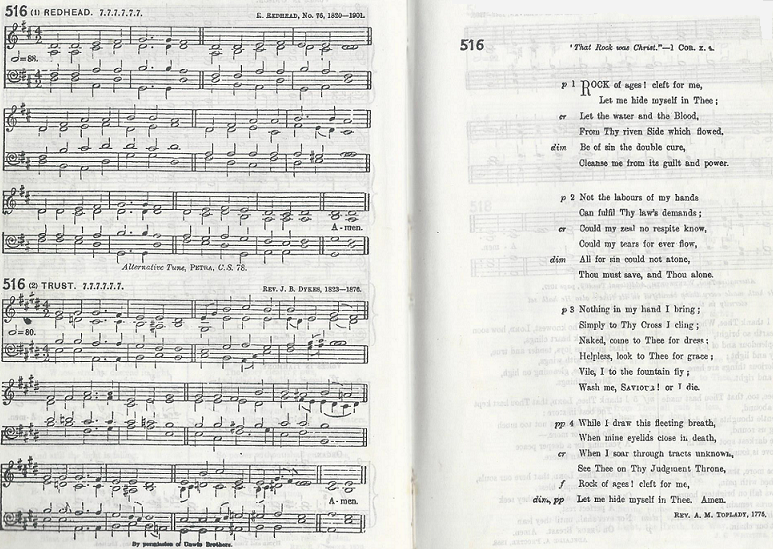 516 (1) REDHEAD. 7.7.7.7.7.7.
E. REDHEAD, No. 76, 1820—1901.
=88.
A - men.
Alternative Tune, PETRA, C.S. 78.
516 (2) TRUST. 7.7.7.7.7.7.
REV. J. B. DYKES, 1823—1876.
=80.
A - men.
By permission of Unwin Brothers.
516
"That Rock was Christ."—1 COR. x. 4.
p 1 ROCK of ages! cleft for me,
Let me hide myself in Thee;
cr Let the water and the Blood,
From Thy riven Side which flowed,
dim Be of sin the double cure,
Cleanse me from its guilt and power.
p 2 Not the labours of my hands
Can fulfil Thy law's demands;
cr Could my zeal no respite know,
Could my tears for ever flow,
dim All for sin could not atone,
Thou must save, and Thou alone.
p 3 Nothing in my hand I bring;
Simply to Thy Cross I cling;
Naked, come to Thee for dress;
Helpless, look to Thee for grace;
Vile, I to the fountain fly;
Wash me, SAVIOUR! or I die.
pp 4 While I draw this fleeting breath,
When mine eyelids close in death,
cr When I soar through tracts unknown,
See Thee on Thy Judgment Throne,
f Rock of ages! cleft for me,
dim, pp Let me hide myself in Thee. Amen.
REV. A. M. TOPLADY, 1775.